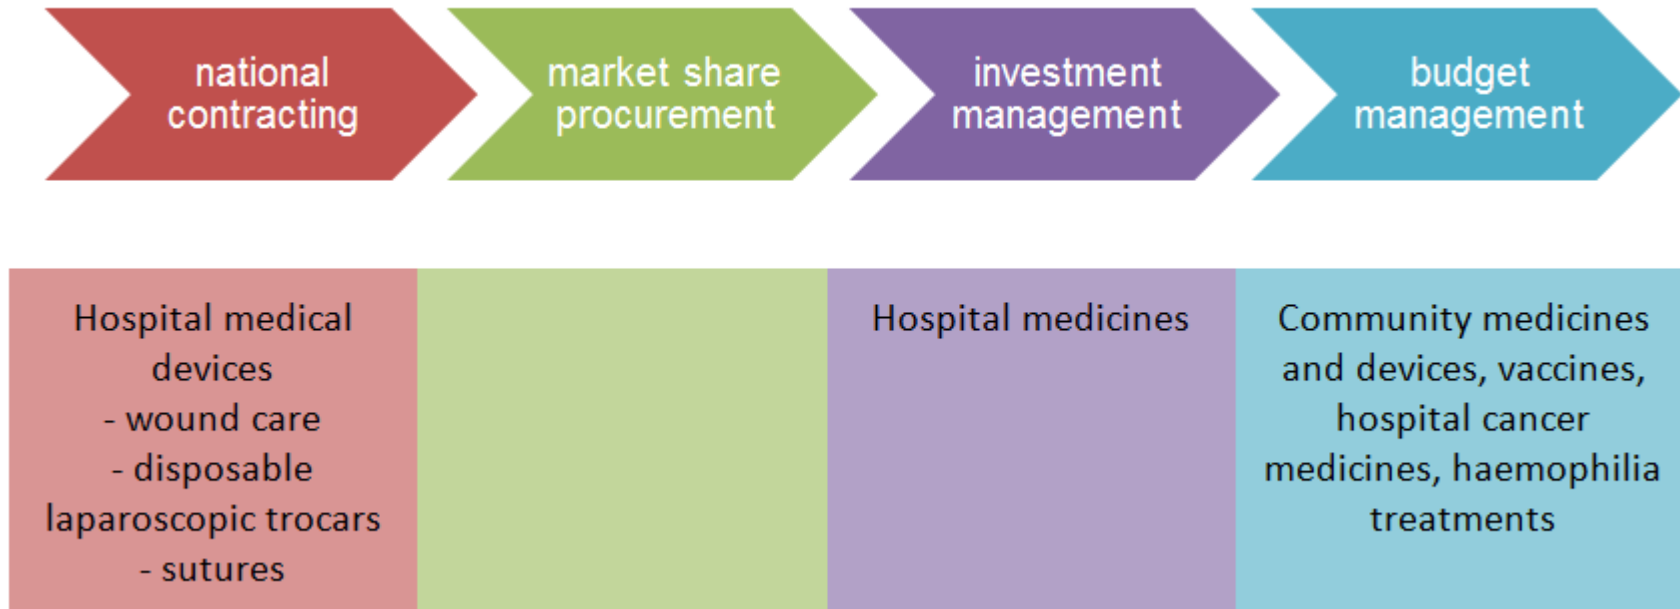 national
contracting
market share
procurement
investment
management
budget
management
Hospital medical
devices
- wound care
- disposable
laparoscopic trocars
- sutures
Hospital medicines
Community medicines
and devices, vaccines,
hospital cancer
medicines, haemophilia
treatments